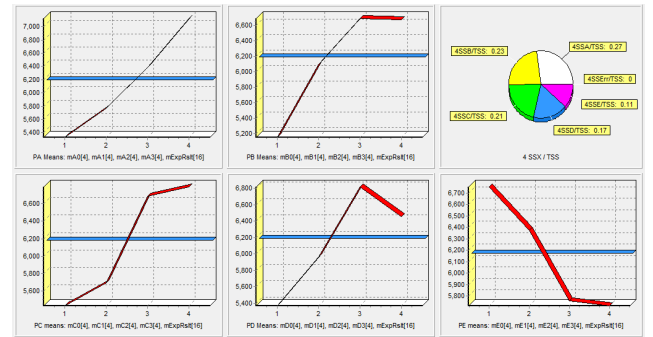 7,000
6,800
6,600
6,400
6,200
6,000
5,800
5,600
5,400
1 2 3 4
PA Means: mA0[4], mA1[4], mA2[4], mA3[4], mExpRslt[16]
6,600
6,400
6,200
6,000
5,800
5,600
5,400
5,200
1 2 3 4
PB Means: mB0[4], mB1[4], mB2[4], mB3[4], mExpRslt[16]
4SSB/TSS: 0.23
4SSA/TSS: 0.27
4SSErr/TSS: 0
4SSE/TSS: 0.11
4SSC/TSS: 0.21
4SSD/TSS: 0.17
4 SSX / TSS
6,600
6,400
6,200
6,000
5,800
5,600
1 2 3 4
PC means: mC0[4], mC1[4], mC2[4], mC3[4], mExpRslt[16]
6,800
6,600
6,400
6,200
6,000
5,800
5,600
5,400
1 2 3 4
PD Means: mD0[4], mD1[4], mD2[4], mD3[4], mExpRslt[16]
6,700
6,600
6,500
6,400
6,300
6,200
6,100
6,000
5,900
5,800
1 2 3 4
PE means: mE0[4], mE1[4], mE2[4], mE3[4], mExpRslt[16]